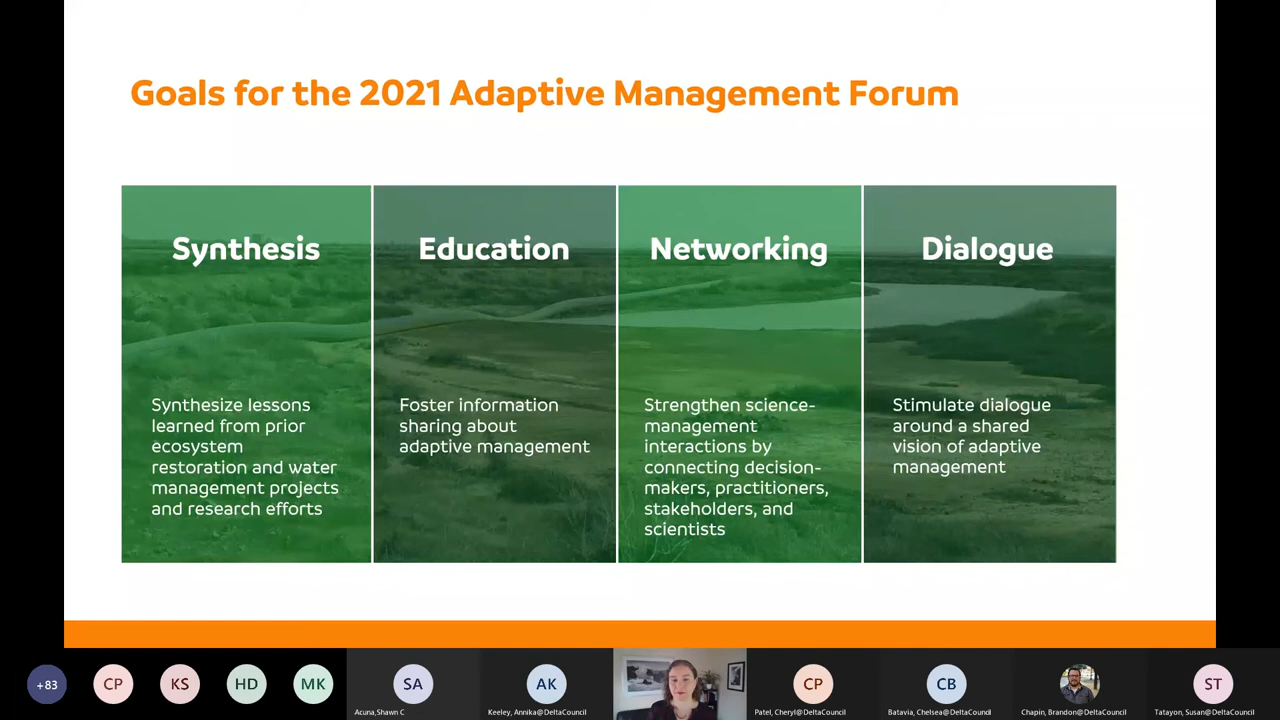 Goals for the 2021 Adaptive Management Forum
Synthesis
Synthesize lessons
learned from prior
ecosystem
restoration and water
management projects
and research efforts
Education
Foster information
sharing about
adaptive management
Networking
Strengthen science-
management
interactions by
connecting decision-
makers, practitioners,
stakeholders, and
scientists
Dialogue
Stimulate dialogue
around a shared
vision of adaptive
management
+83
CP
KS
HD
MK
SA
Acuna,Shawn C
AK
Keeley, Annika@DeltaCouncil
CP
Patel, Cheryl@DeltaCouncil
CB
Batavia, Chelsea@DeltaCouncil
Chapin, Brandon@DeltaCouncil
ST
Tatayon, Susan@DeltaCouncil